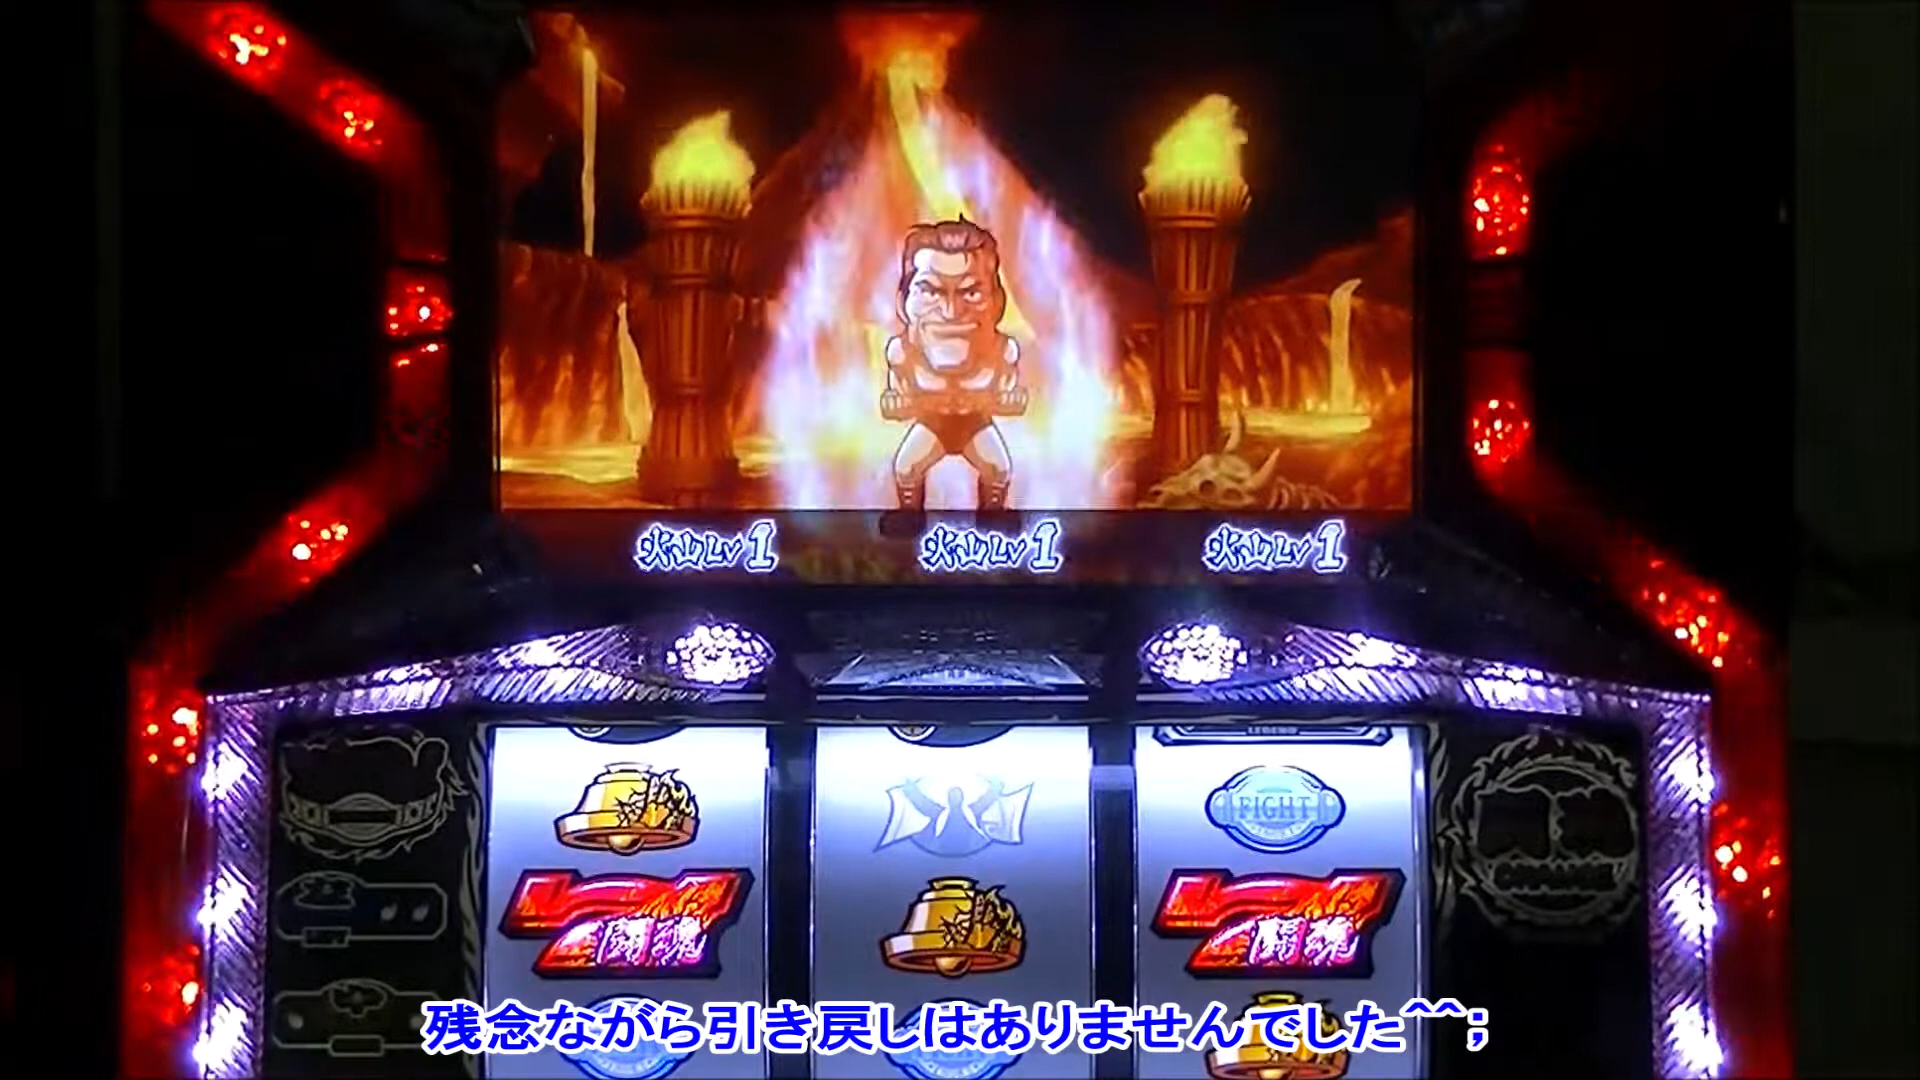 火山Lv1 火山Lv1 火山Lv1
LEGEND
FIGHT
闘魂 闘魂
残念ながら引き戻しはありませんでした^^;